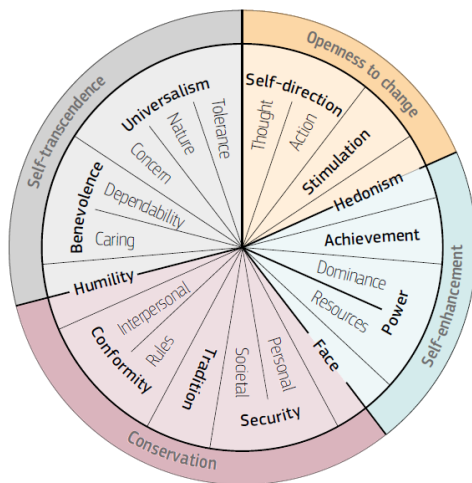 Openness to change
Self-direction
Thought
Action
Stimulation
Hedonism
Self-enhancement
Achievement
Dominance
Power
Resources
Face
Conservation
Personal
Security
Societal
Tradition
Conformity
Rules
Interpersonal
Humility
Self-transcendence
Benevolence
Caring
Dependability
Universalism
Concern
Nature
Tolerance